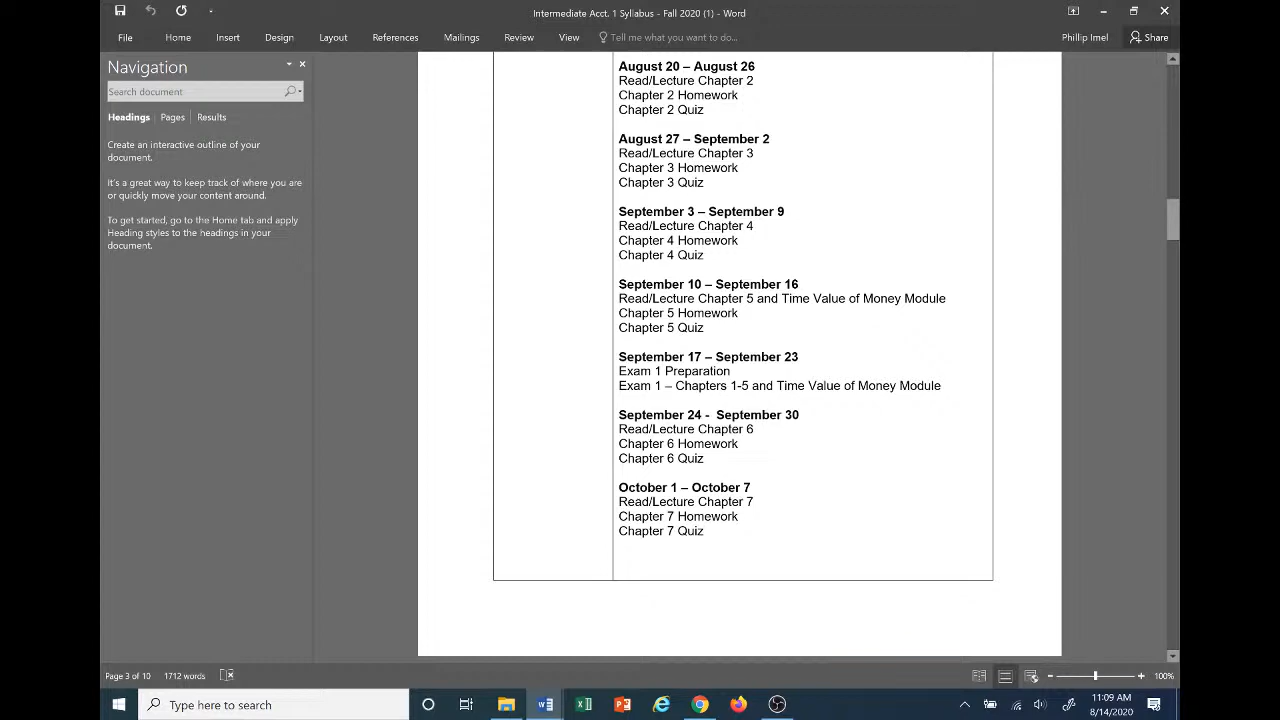 Intermediate Acct. 1 Syllabus - Fall 2020 (1) - Word
File Home Insert Design Layout References Mailings Review View Tell me what you want to do... Phillip Imel Share
Navigation
Search document
Headings Pages Results
Create an interactive outline of your
document.
It's a great way to keep track of where you are
or quickly move your content around.
To get started, go to the Home tab and apply
Heading styles to the headings in your
document.
August 20 – August 26
Read/Lecture Chapter 2
Chapter 2 Homework
Chapter 2 Quiz
August 27 – September 2
Read/Lecture Chapter 3
Chapter 3 Homework
Chapter 3 Quiz
September 3 – September 9
Read/Lecture Chapter 4
Chapter 4 Homework
Chapter 4 Quiz
September 10 – September 16
Read/Lecture Chapter 5 and Time Value of Money Module
Chapter 5 Homework
Chapter 5 Quiz
September 17 – September 23
Exam 1 Preparation
Exam 1 – Chapters 1-5 and Time Value of Money Module
September 24 -  September 30
Read/Lecture Chapter 6
Chapter 6 Homework
Chapter 6 Quiz
October 1 – October 7
Read/Lecture Chapter 7
Chapter 7 Homework
Chapter 7 Quiz
Page 3 of 10 1712 words 100%
Type here to search
11:09 AM
8/14/2020